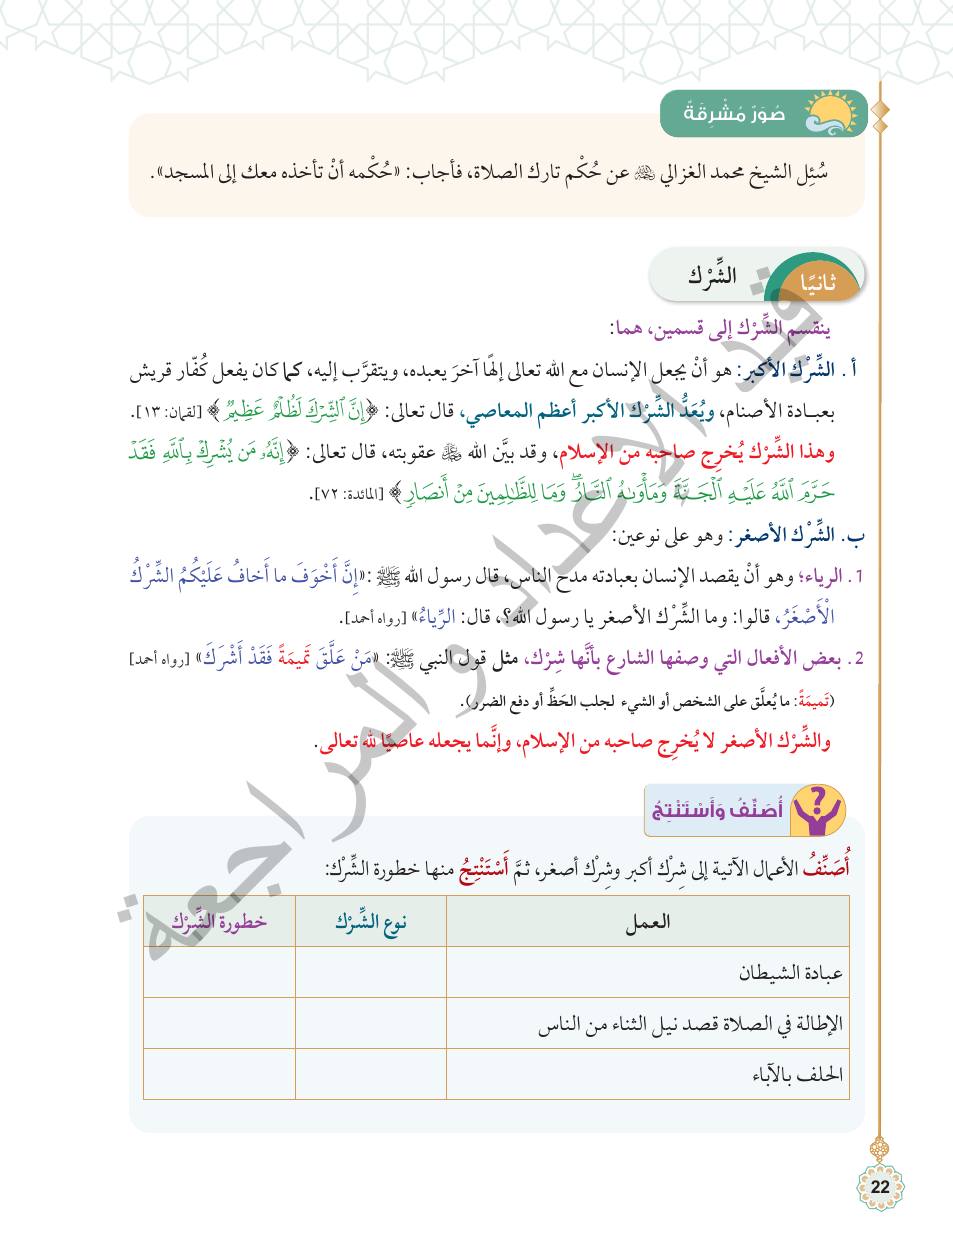 صُوَرٌ مُشْرِقَةٌ
سُئِل الشيخ محمد الغزالي رحمه الله عن حُكْم تارك الصلاة، فأجاب: «حُكْمه أنْ تأخذه معك إلى المسجد».
ثانيًا الشِّرْك
ينقسم الشِّرْك إلى قسمين، هما:
أ. الشِّرْك الأكبر: هو أنْ يجعل الإنسان مع الله تعالى إلهًا آخرَ يعبده، ويتقرَّب إليه، كما كان يفعل كُفّار قريش
بعبادة الأصنام، ويُعَدُّ الشِّرْك الأكبر أعظم المعاصي، قال تعالى: ﴿إِنَّ ٱلشِّرۡكَ لَظُلۡمٌ عَظِيمٞ﴾ [لقمان: ١٣].
وهذا الشِّرْك يُخرِج صاحبه من الإسلام، وقد بيَّن الله ﷻ عقوبته، قال تعالى: ﴿إِنَّهُۥ مَن يُشۡرِكۡ بِٱللَّهِ فَقَدۡ
حَرَّمَ ٱللَّهُ عَلَيۡهِ ٱلۡجَنَّةَ وَمَأۡوَىٰهُ ٱلنَّارُۖ وَمَا لِلظَّٰلِمِينَ مِنۡ أَنصَارٖ﴾ [المائدة: ٧٢].
ب. الشِّرْك الأصغر: وهو على نوعين:
1. الرياء؛ وهو أنْ يقصد الإنسان بعبادته مدح الناس، قال رسول الله ﷺ: «إِنَّ أَخْوَفَ ما أَخافُ عَلَيْكُمُ الشِّرْكُ
الْأَصْغَرُ، قالوا: وما الشِّرْك الأصغر يا رسول الله؟، قال: الرِّياءُ» [رواه أحمد].
2. بعض الأفعال التي وصفها الشارع بأنَّها شِرْك، مثل قول النبي ﷺ: «مَنْ عَلَّقَ تَميمَةً فَقَدْ أَشْرَكَ» [رواه أحمد]
(تَميمَةً: ما يُعلَّق على الشخص أو الشيء لجلب الحَظِّ أو دفع الضرر).
والشِّرْك الأصغر لا يُخرِج صاحبه من الإسلام، وإنَّما يجعله عاصيًا لله تعالى.
أُصَنِّفُ وَأَسْتَنْتِجُ
أُصَنِّفُ الأعمال الآتية إلى شِرْك أكبر وشِرْك أصغر، ثمَّ أَسْتَنْتِجُ منها خطورة الشِّرْك:
العمل نوع الشِّرْك خطورة الشِّرْك
عبادة الشيطان
الإطالة في الصلاة قصد نيل الثناء من الناس
الحلف بالآباء
22
قيد الإعداد والمراجعة